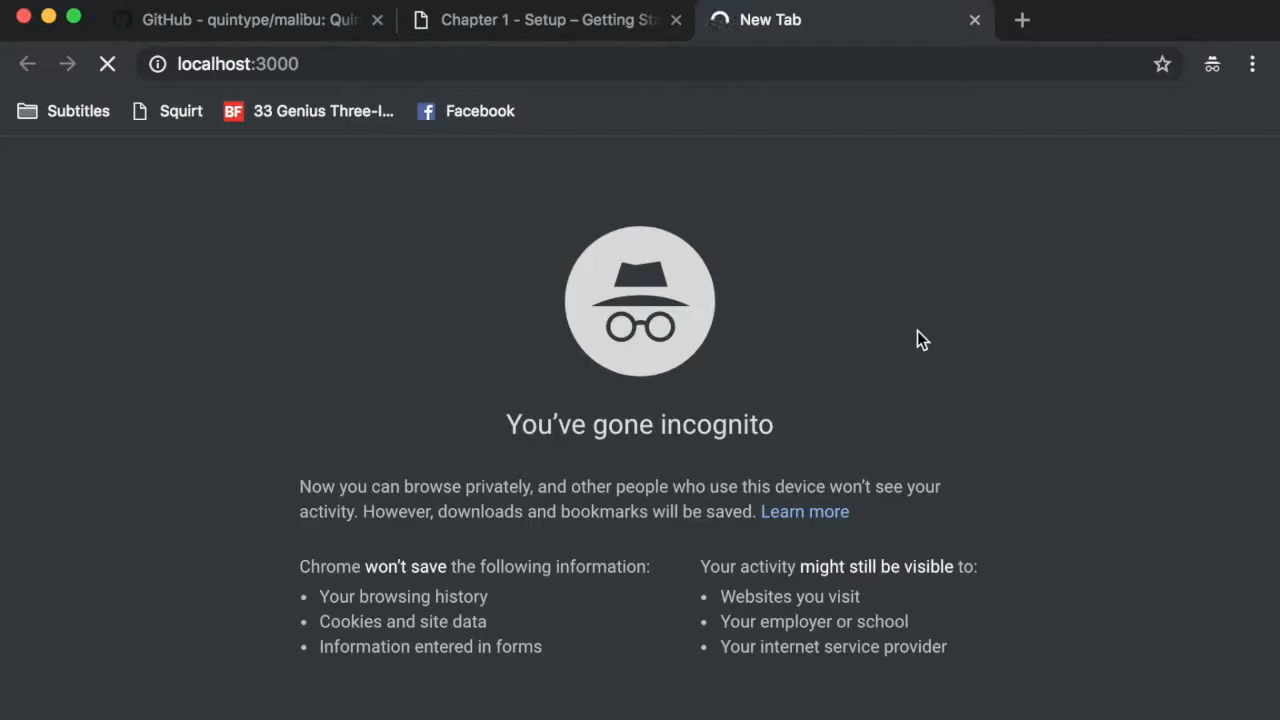 GitHub - quintype/malibu: Quin
Chapter 1 - Setup – Getting Sta
New Tab
localhost:3000
Subtitles
Squirt
BF 33 Genius Three-I...
f Facebook
You've gone incognito
Now you can browse privately, and other people who use this device won't see your
activity. However, downloads and bookmarks will be saved. Learn more
Chrome won't save the following information:
• Your browsing history
• Cookies and site data
• Information entered in forms
Your activity might still be visible to:
• Websites you visit
• Your employer or school
• Your internet service provider